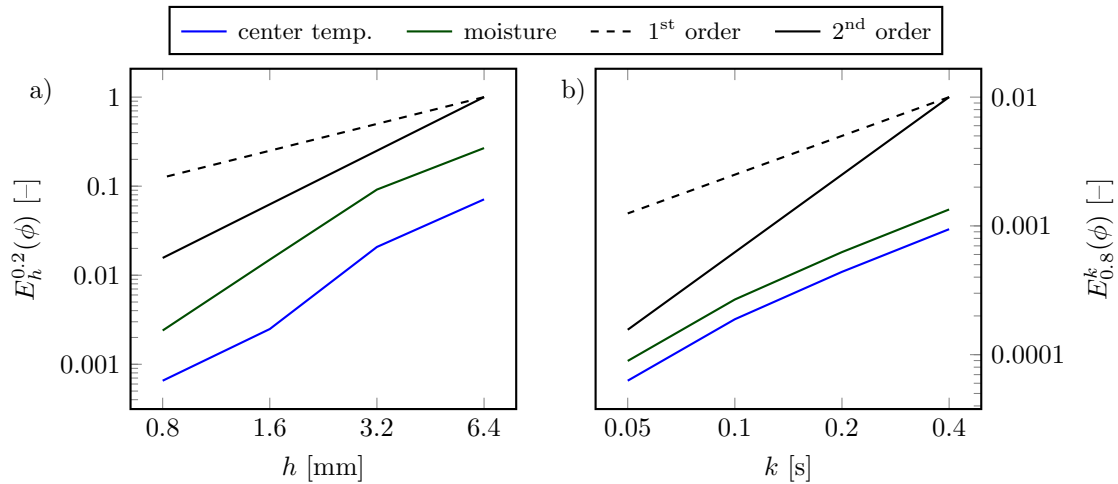 center temp. moisture 1st order 2nd order
a)
1
0.1
0.01
0.001
E_h^{0.2}(ϕ) [–]
0.8 1.6 3.2 6.4
h [mm]
b)
0.01
0.001
0.0001
E_{0.8}^k(ϕ) [–]
0.05 0.1 0.2 0.4
k [s]